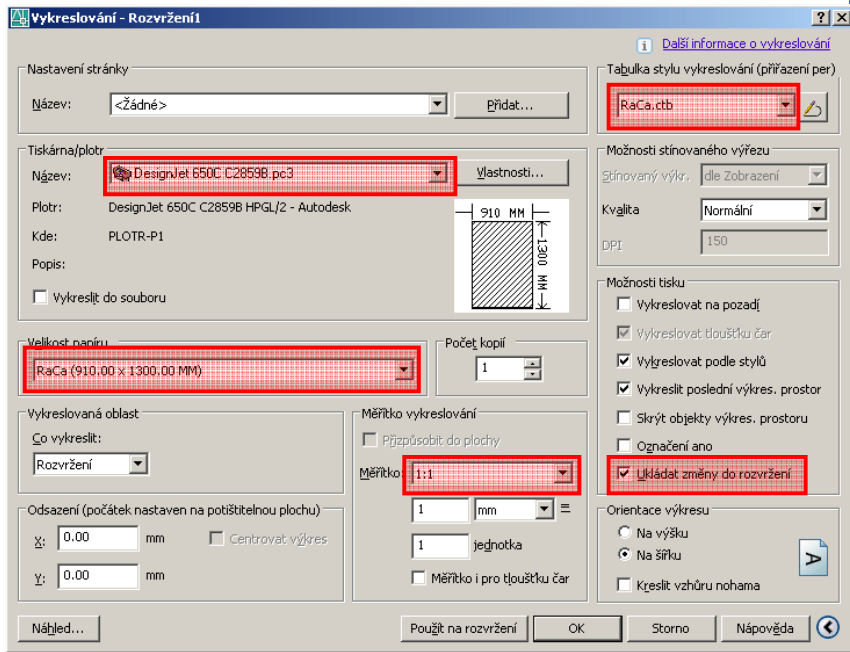 Vykreslování - Rozvržení1
Další informace o vykreslování
Nastavení stránky
Název:
<Žádné>
Přidat...
Tabulka stylu vykreslování (přiřazení per)
RaCa.ctb
Tiskárna/plotr
Název:
DesignJet 650C C2859B.pc3
Vlastnosti...
Plotr:
DesignJet 650C C2859B HPGL/2 - Autodesk
Kde:
PLOTR-P1
Popis:
Vykreslit do souboru
910 MM
1300 MM
Možnosti stínovaného výřezu
Stínovaný výkr.
dle Zobrazení
Kvalita
Normální
DPI
150
Velikost papíru
RaCa (910.00 x 1300.00 MM)
Počet kopií
1
Možnosti tisku
Vykreslovat na pozadí
Vykreslovat tloušťku čar
Vykreslovat podle stylů
Vykreslit poslední výkres. prostor
Skrýt objekty výkres. prostoru
Označení ano
Ukládat změny do rozvržení
Vykreslovaná oblast
Co vykreslit:
Rozvržení
Měřítko vykreslování
Přizpůsobit do plochy
Měřítko:
1:1
1
mm
=
1
jednotka
Měřítko i pro tloušťku čar
Odsazení (počátek nastaven na potištitelnou plochu)
X:
0.00
mm
Centrovat výkres
Y:
0.00
mm
Orientace výkresu
Na výšku
Na šířku
Kreslit vzhůru nohama
A
Náhled...
Použít na rozvržení
OK
Storno
Nápověda